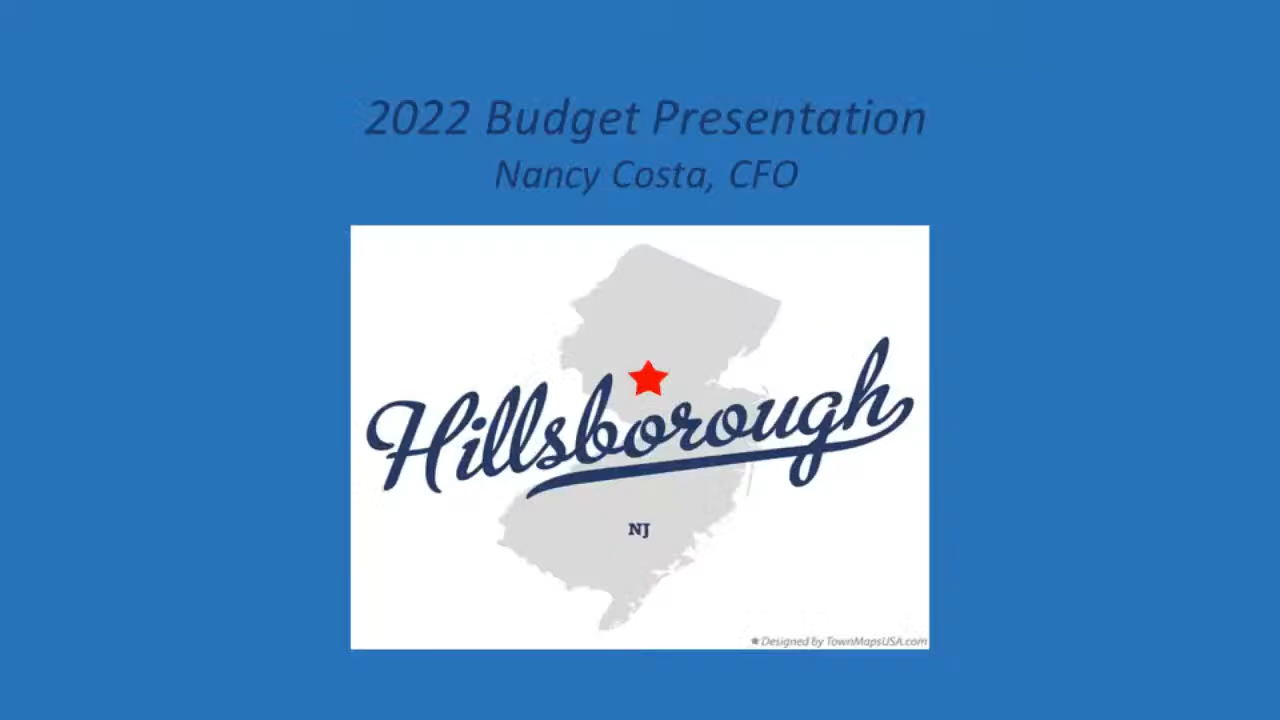 2022 Budget Presentation
Nancy Costa, CFO
Hillsborough
NJ
Designed by TownMapsUSA.com